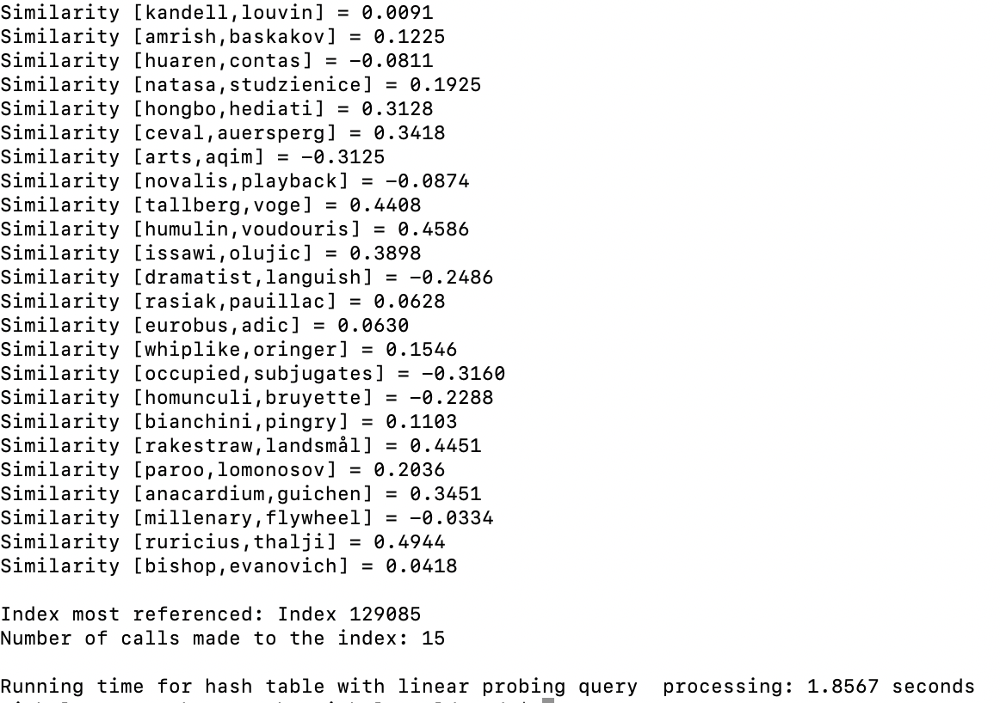 Similarity [kandell,louvin] = 0.0091
Similarity [amrish,baskakov] = 0.1225
Similarity [huaren,contas] = -0.0811
Similarity [natasa,studzienice] = 0.1925
Similarity [hongbo,hediati] = 0.3128
Similarity [ceval,auersperg] = 0.3418
Similarity [arts,aqim] = -0.3125
Similarity [novalis,playback] = -0.0874
Similarity [tallberg,voge] = 0.4408
Similarity [humulin,voudouris] = 0.4586
Similarity [issawi,olujic] = 0.3898
Similarity [dramatist,languish] = -0.2486
Similarity [rasiak,pauillac] = 0.0628
Similarity [eurobus,adic] = 0.0630
Similarity [whiplike,oringer] = 0.1546
Similarity [occupied,subjugates] = -0.3160
Similarity [homunculi,bruyette] = -0.2288
Similarity [bianchini,pingry] = 0.1103
Similarity [rakestraw,landsmål] = 0.4451
Similarity [paroo,lomonosov] = 0.2036
Similarity [anacardium,guichen] = 0.3451
Similarity [millenary,flywheel] = -0.0334
Similarity [ruricius,thalji] = 0.4944
Similarity [bishop,evanovich] = 0.0418
Index most referenced: Index 129085
Number of calls made to the index: 15
Running time for hash table with linear probing query  processing: 1.8567 seconds